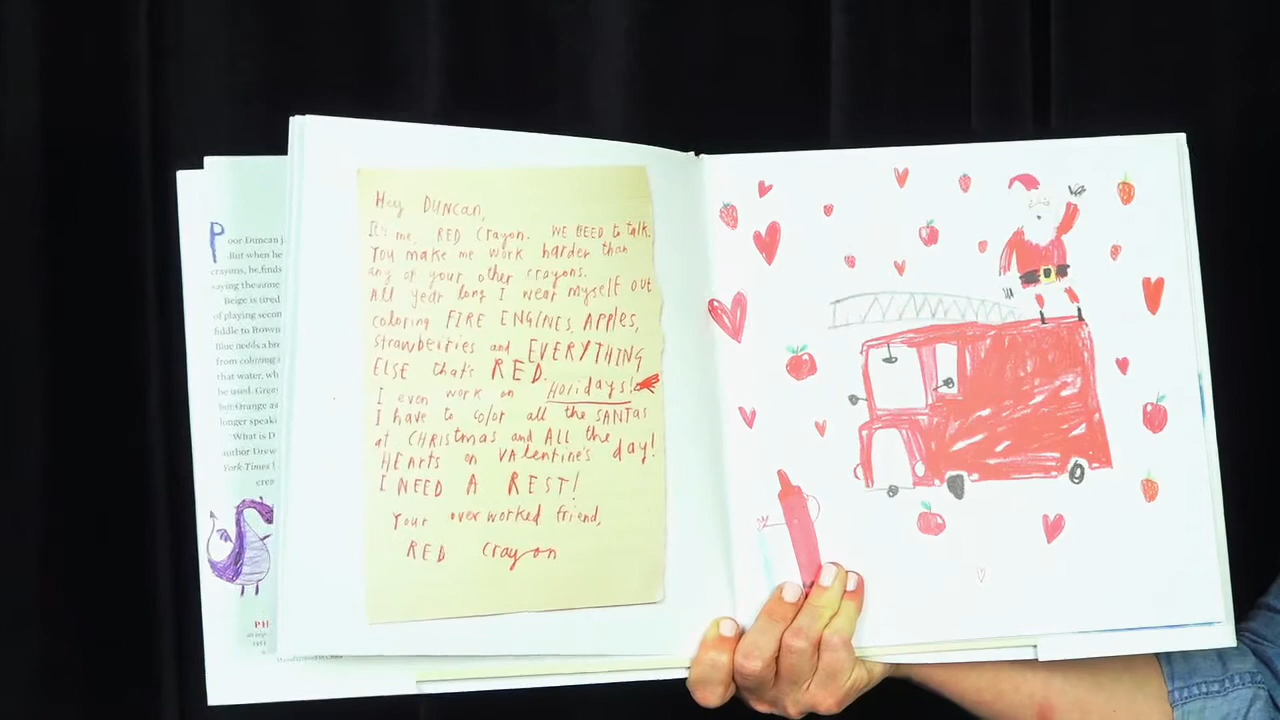 Poor Duncan j
But when he
crayons, he finds
saying the same
Beige is tired
of playing secon
fiddle to Brown
Blue needs a bre
from coloring
that water, wh
be used. Green
but Orange an
longer speaki
"What is D
author Drew
York Times
crea
PH
Hey DUNCAN,
It's me, RED Crayon. WE NEED to talk.
YOU make me work harder than
any of your other crayons.
All year long I wear myself out
coloring FIRE ENGINES, APPles,
strawberries and EVERYTHING
ELSE that's RED.
I even work on Holidays!
I have to color all the SANTAs
at CHRistmas and ALL the
HEArts on VAlentine's day!
I NEED A REST!
Your overworked friend,
RED Crayon